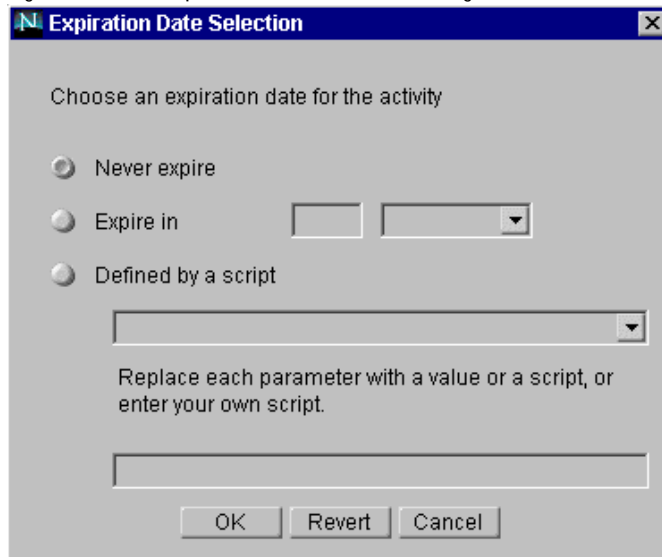 N Expiration Date Selection
Choose an expiration date for the activity
Never expire
Expire in
Defined by a script
Replace each parameter with a value or a script, or
enter your own script.
OK Revert Cancel